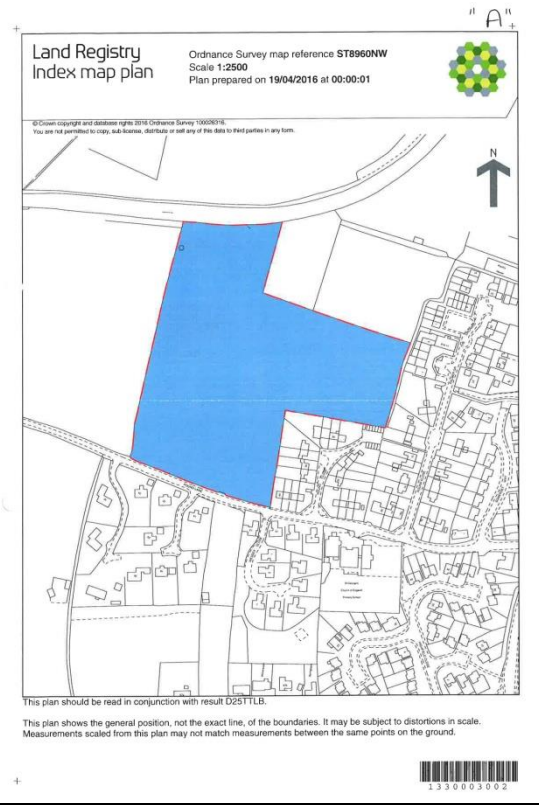 "A"
Land Registry
Index map plan
Ordnance Survey map reference ST8960NW
Scale 1:2500
Plan prepared on 19/04/2016 at 00:00:01
© Crown copyright and database rights 2016 Ordnance Survey 100026316.
You are not permitted to copy, sub-license, distribute or sell any of this data to third parties in any form.
N
This plan should be read in conjunction with result D25TTLB.
This plan shows the general position, not the exact line, of the boundaries. It may be subject to distortions in scale.
Measurements scaled from this plan may not match measurements between the same points on the ground.
1330003002